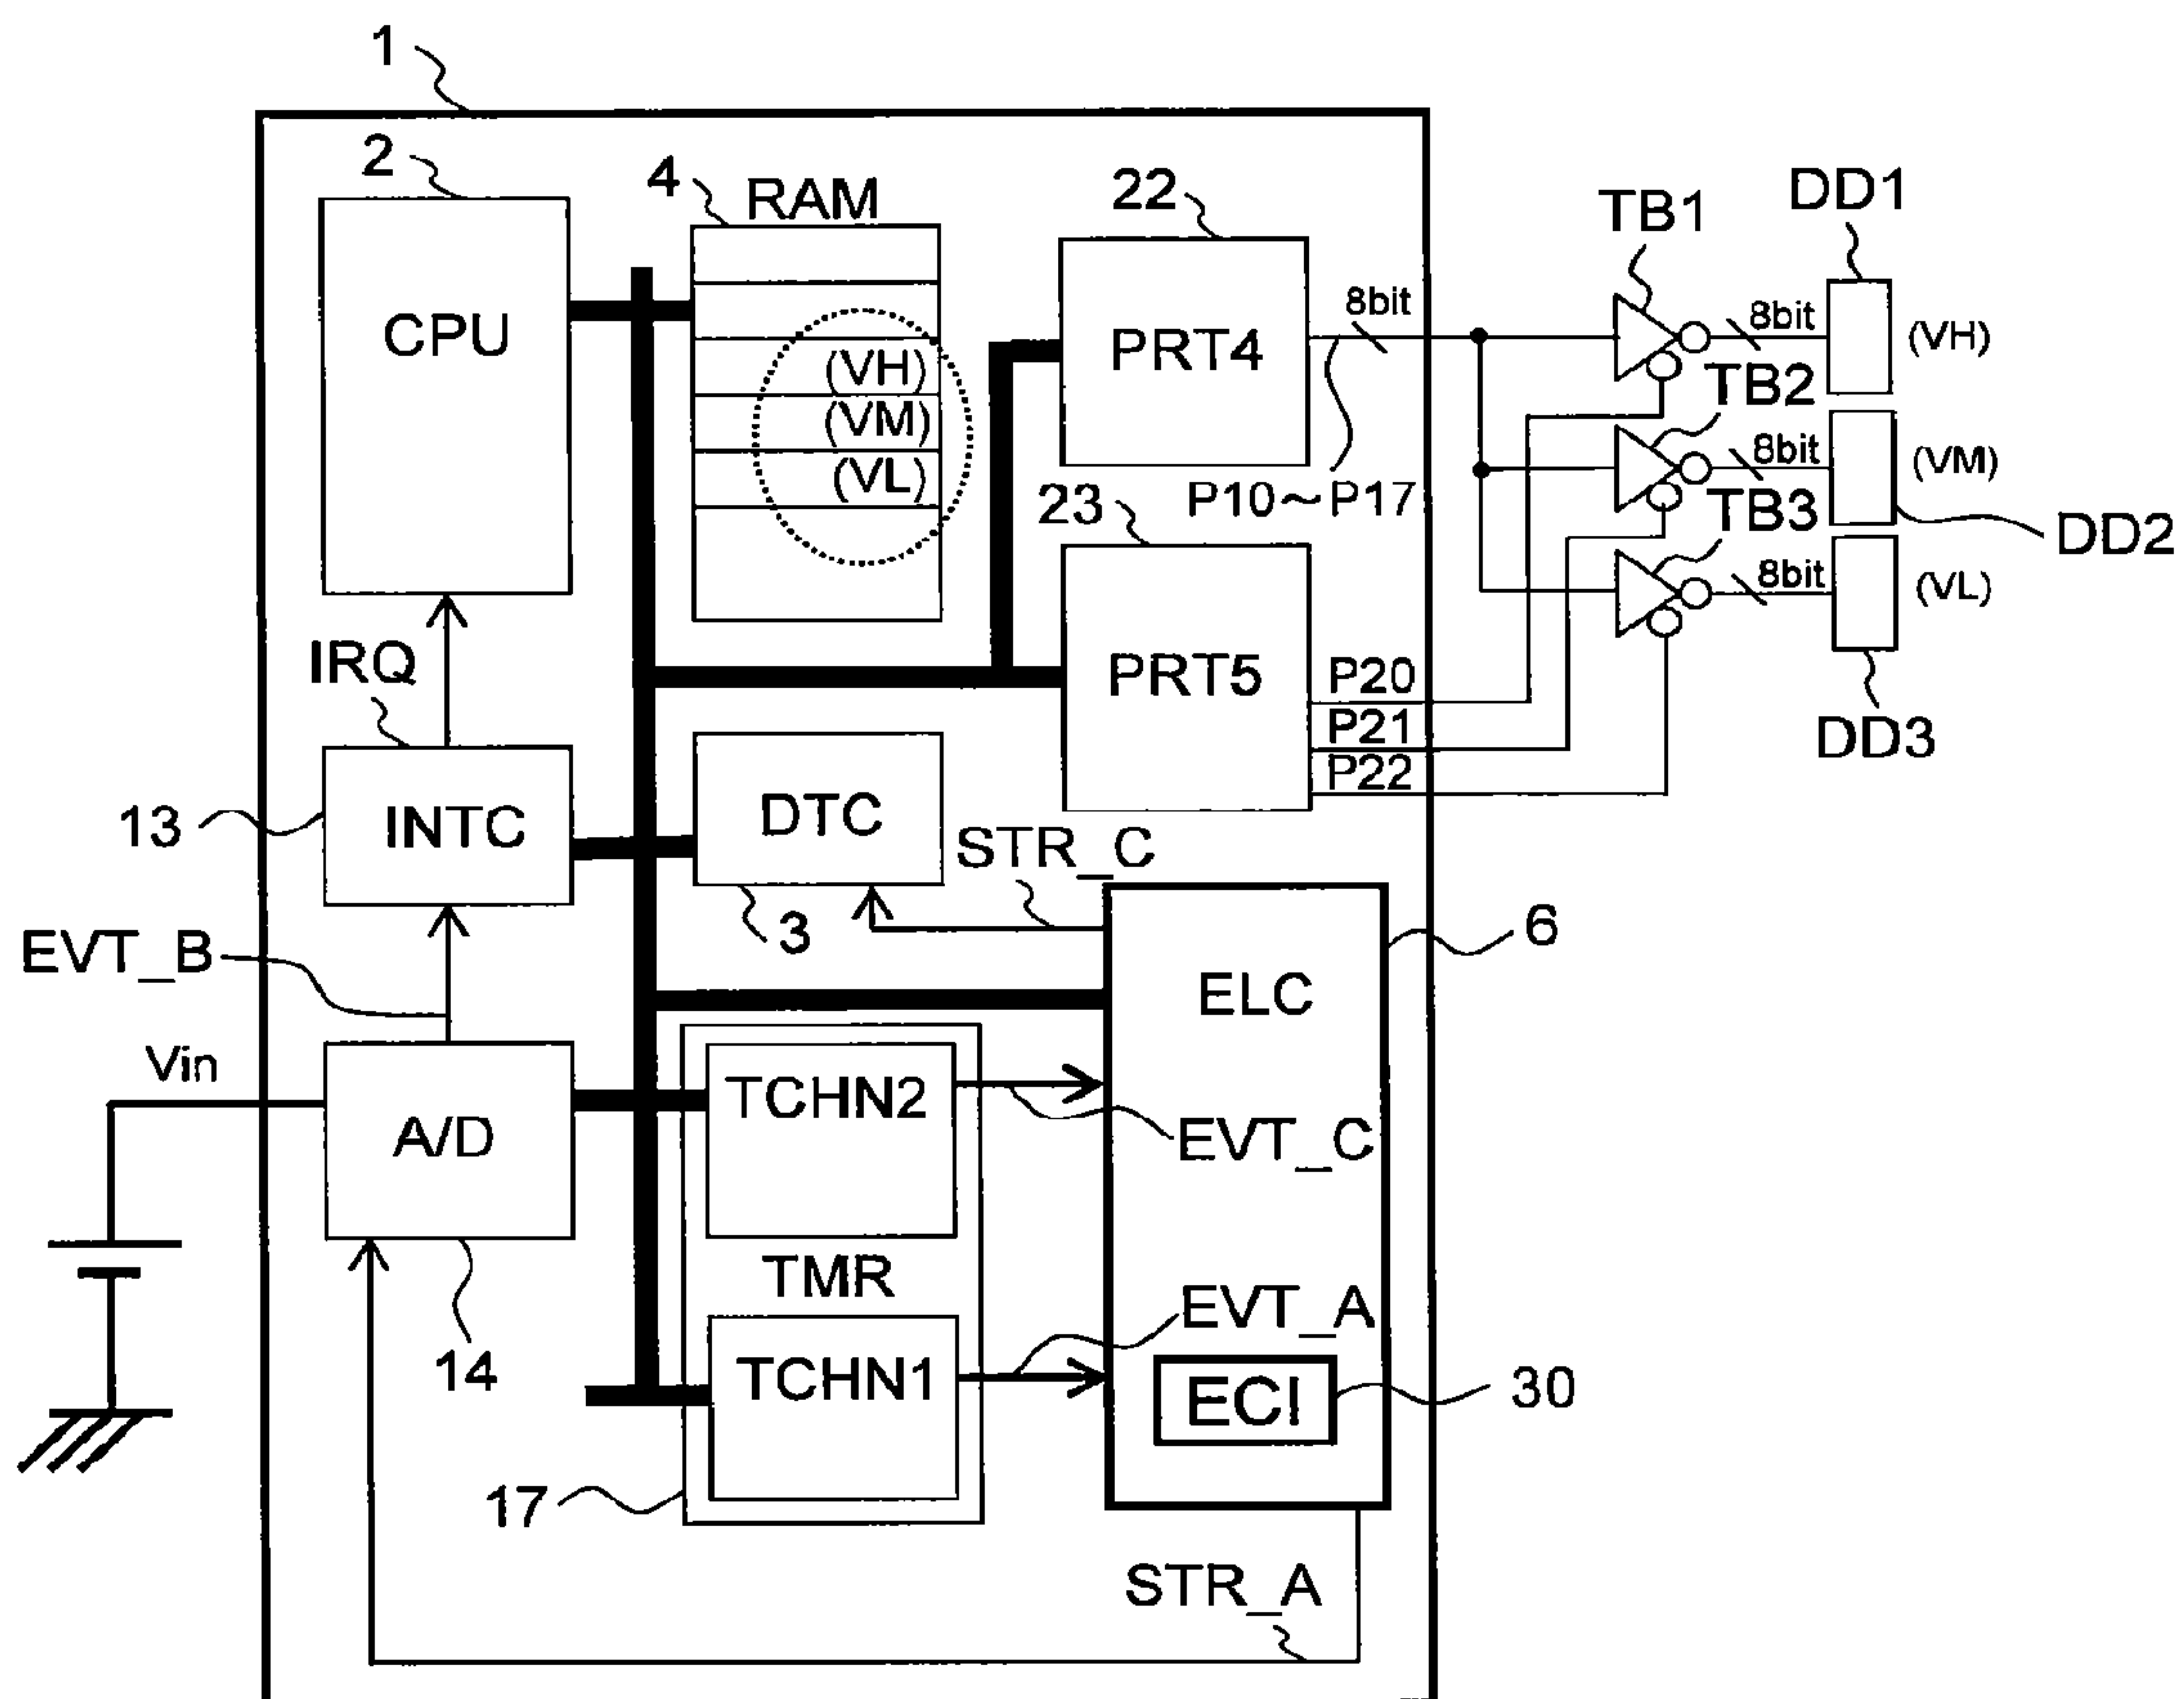 1
2
4
RAM
22
DD1
TB1
CPU
PRT4
8bit
8bit
(VH)
(VH)
TB2
(VM)
8bit
(VM)
(VL)
23
P10~P17
TB3
DD2
8bit
(VL)
IRQ
PRT5
P20
P21
P22
DD3
13
INTC
DTC
STR_C
3
6
EVT_B
ELC
Vin
TCHN2
A/D
EVT_C
TMR
EVT_A
14
TCHN1
ECI
30
17
STR_A